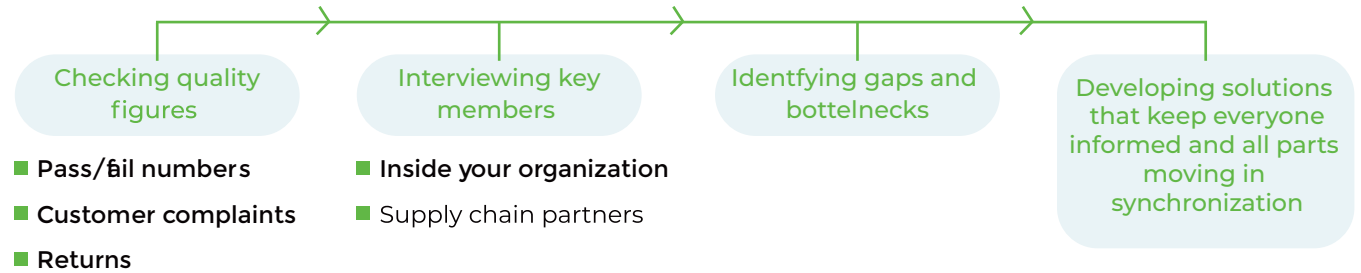 Checking quality
figures
Interviewing key
members
Identfying gaps and
bottelnecks
Developing solutions
that keep everyone
informed and all parts
moving in
synchronization
Pass/fail numbers
Customer complaints
Returns
Inside your organization
Supply chain partners